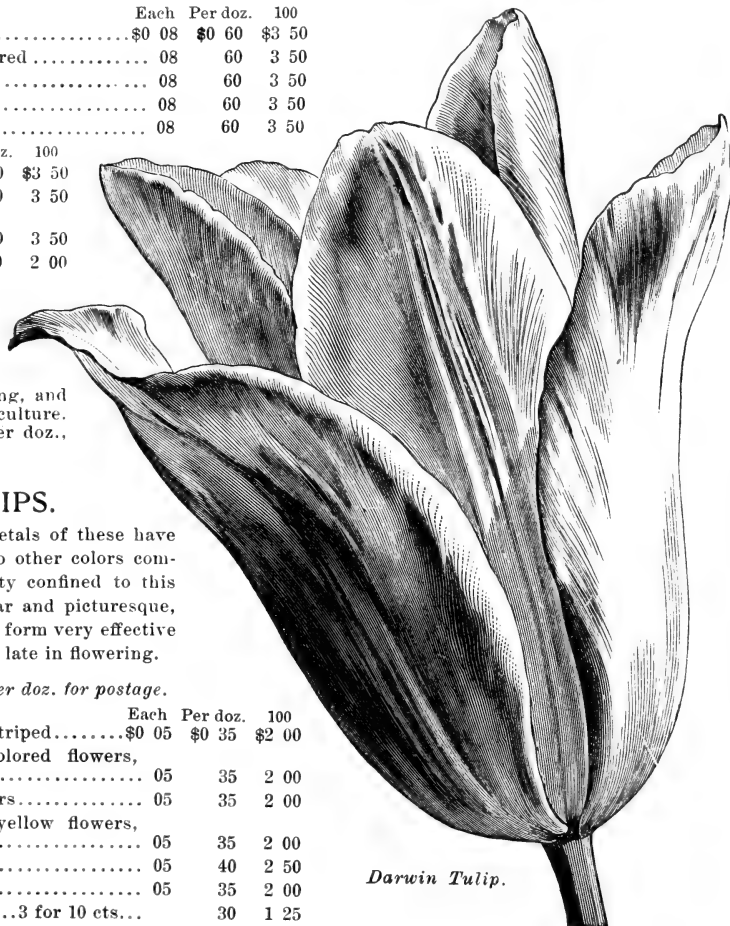 Each Per doz. 100
$0 08 $0 60 $3 50
red 08 60 3 50
08 60 3 50
08 60 3 50
08 60 3 50
z. 100
0 $3 50
0 3 50
0 3 50
0 2 00
ng, and
culture.
er doz.,
IPS.
etals of these have
o other colors com-
ty confined to this
ar and picturesque,
form very effective
late in flowering.
er doz. for postage.
Each Per doz. 100
triped........$0 05 $0 35 $2 00
olored flowers,
05 35 2 00
rs 05 35 2 00
yellow flowers,
05 35 2 00
05 40 2 50
05 35 2 00
..3 for 10 cts... 30 1 25
Darwin Tulip.